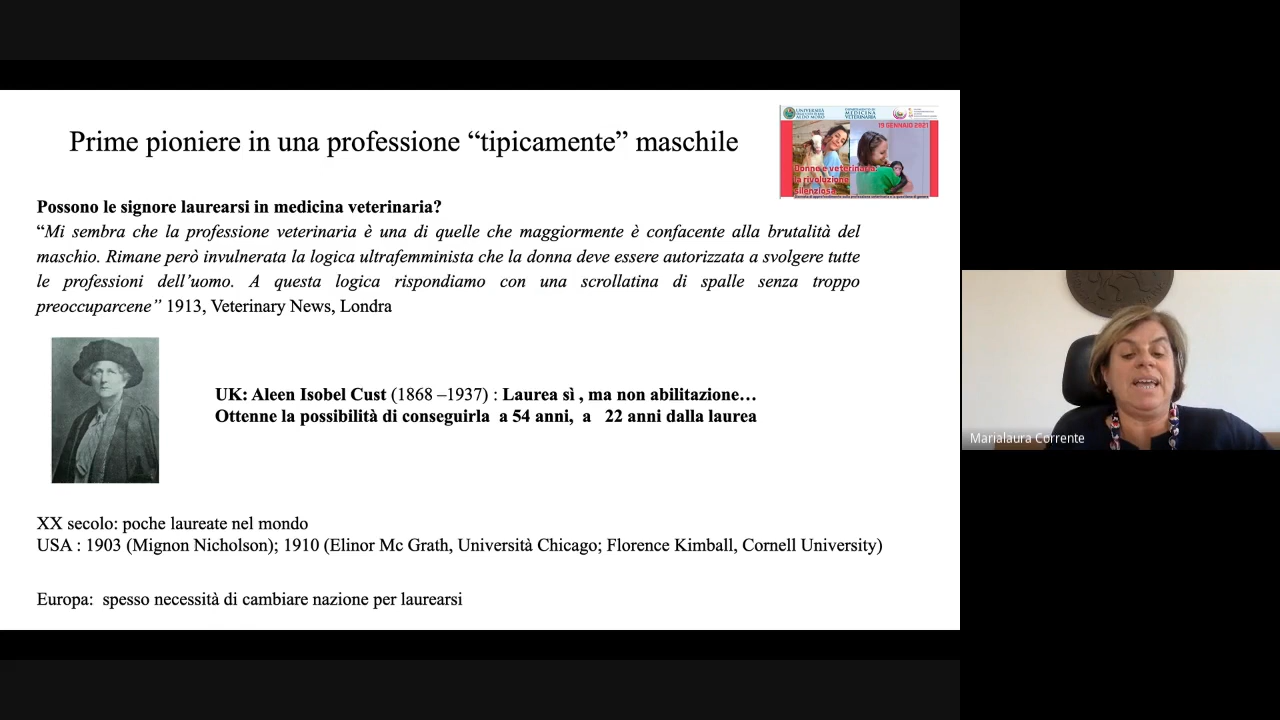 Prime pioniere in una professione “tipicamente” maschile
UNIVERSITÀ
ALDO MORO
MEDICINA
VETERINARIA
19 GENNAIO 2021
Donne e veterinaria:
la rivoluzione
silenziosa
Possono le signore laurearsi in medicina veterinaria?
“Mi sembra che la professione veterinaria è una di quelle che maggiormente è confacente alla brutalità del
maschio. Rimane però invulnerata la logica ultrafemminista che la donna deve essere autorizzata a svolgere tutte
le professioni dell’uomo. A questa logica rispondiamo con una scrollatina di spalle senza troppo
preoccuparcene” 1913, Veterinary News, Londra
UK: Aleen Isobel Cust (1868 –1937) : Laurea sì , ma non abilitazione…
Ottenne la possibilità di conseguirla a 54 anni, a 22 anni dalla laurea
XX secolo: poche laureate nel mondo
USA : 1903 (Mignon Nicholson); 1910 (Elinor Mc Grath, Università Chicago; Florence Kimball, Cornell University)
Europa: spesso necessità di cambiare nazione per laurearsi
Marialaura Corrente